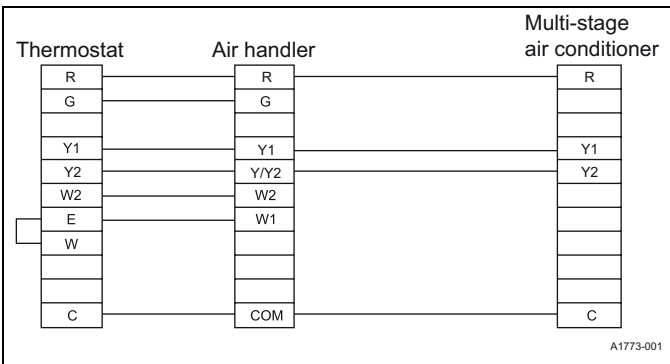 Multi-stage
air conditioner
Thermostat Air handler
R R R
G G
Y1 Y1 Y1
Y2 Y/Y2 Y2
W2 W2
E W1
W
C COM C
A1773-001